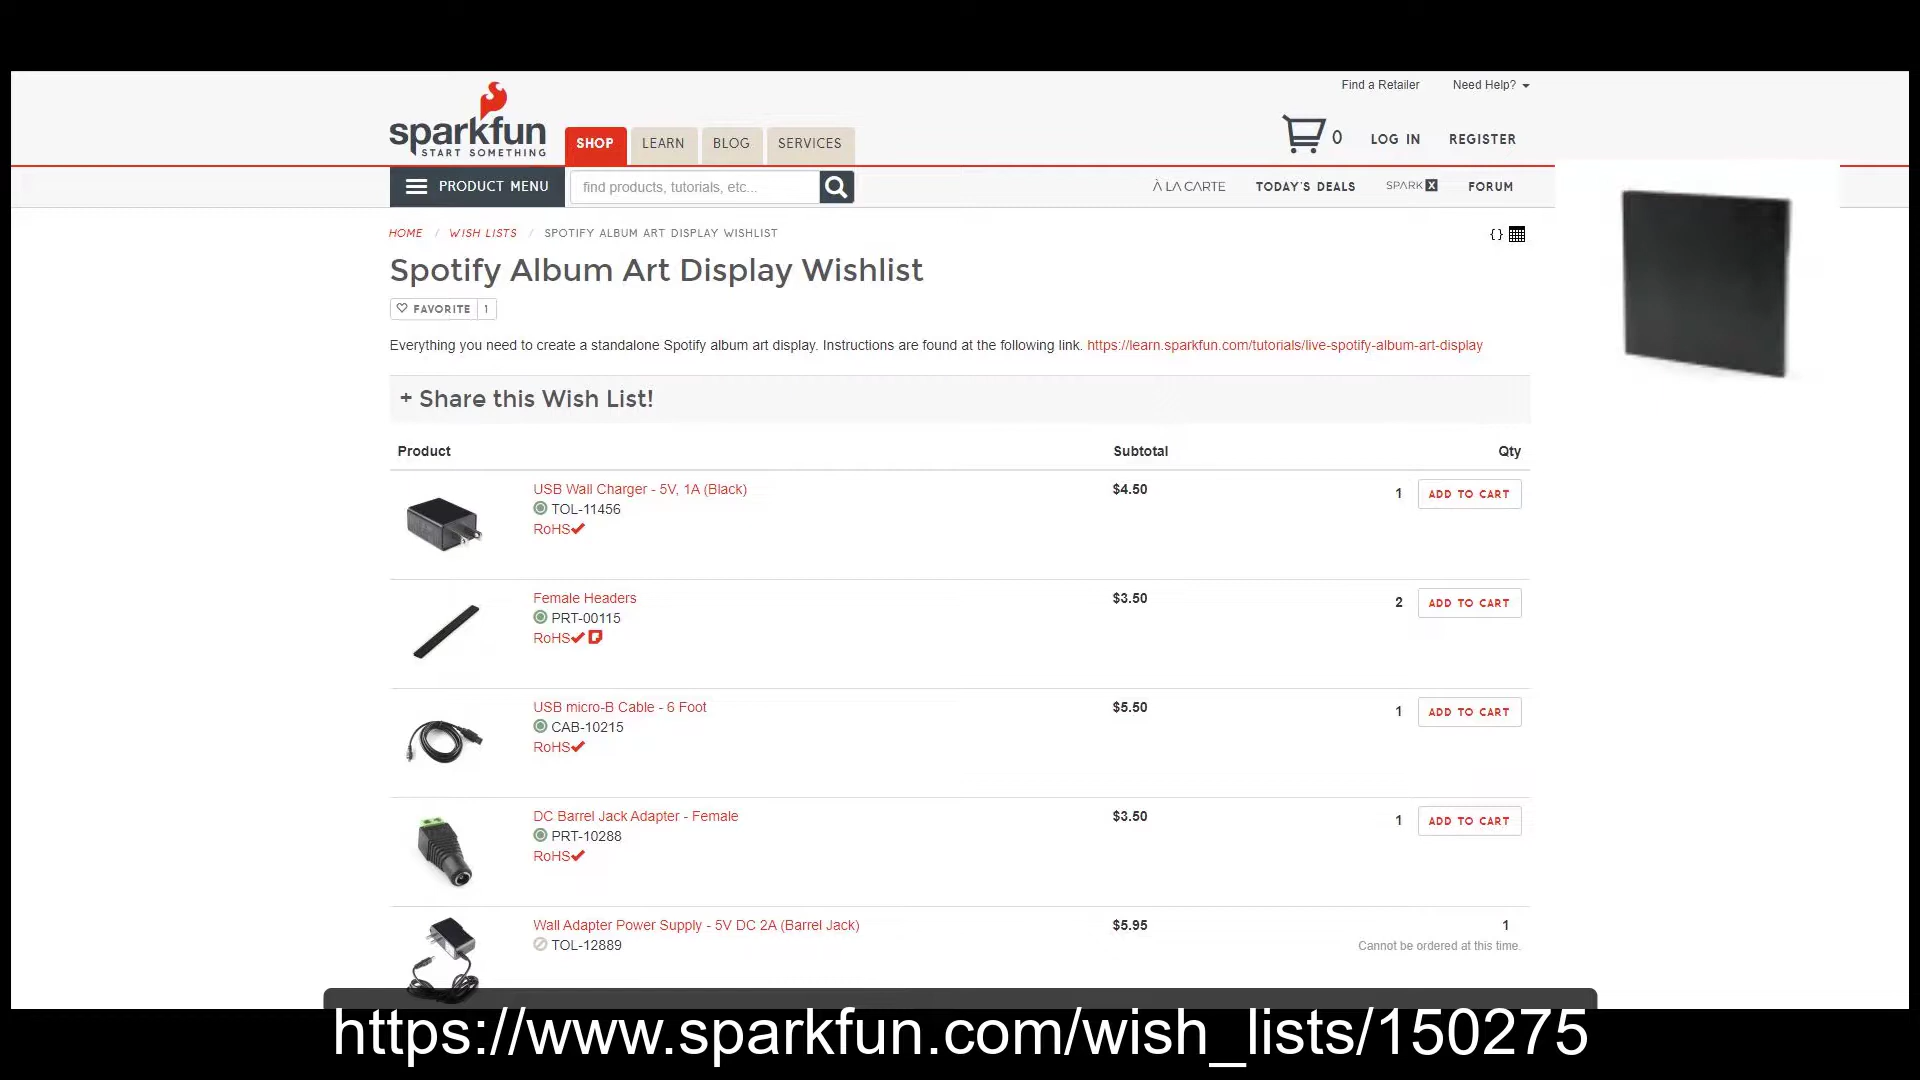 Find a Retailer Need Help?
sparkfun
START SOMETHING
SHOP LEARN BLOG SERVICES
0 LOG IN REGISTER
PRODUCT MENU find products, tutorials, etc... À LA CARTE TODAY'S DEALS SPARK X FORUM
HOME / WISH LISTS / SPOTIFY ALBUM ART DISPLAY WISHLIST
{}
Spotify Album Art Display Wishlist
FAVORITE 1
Everything you need to create a standalone Spotify album art display. Instructions are found at the following link. https://learn.sparkfun.com/tutorials/live-spotify-album-art-display
+ Share this Wish List!
Product Subtotal Qty
USB Wall Charger - 5V, 1A (Black) $4.50 1 ADD TO CART
TOL-11456
RoHS
Female Headers $3.50 2 ADD TO CART
PRT-00115
RoHS
USB micro-B Cable - 6 Foot $5.50 1 ADD TO CART
CAB-10215
RoHS
DC Barrel Jack Adapter - Female $3.50 1 ADD TO CART
PRT-10288
RoHS
Wall Adapter Power Supply - 5V DC 2A (Barrel Jack) $5.95 1
TOL-12889 Cannot be ordered at this time.
https://www.sparkfun.com/wish_lists/150275